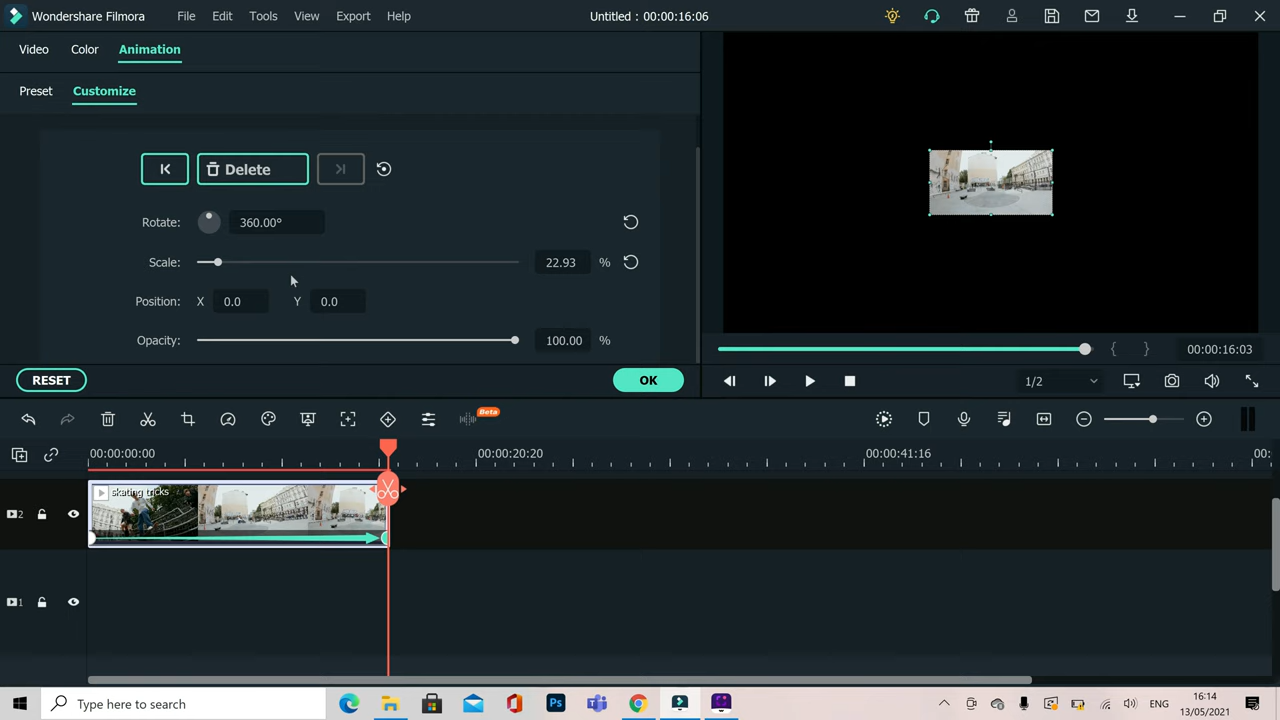 Wondershare Filmora File Edit Tools View Export Help Untitled : 00:00:16:06
Video Color Animation
Preset Customize
Delete
Rotate: 360.00°
Scale: 22.93 %
Position: X 0.0 Y 0.0
Opacity: 100.00 %
RESET OK
00:00:16:03
1/2
Beta
00:00:00:00 00:00:20:20 00:00:41:16 00:0
skating tricks
2
1
Type here to search
Ps
ENG
16:14
13/05/2021